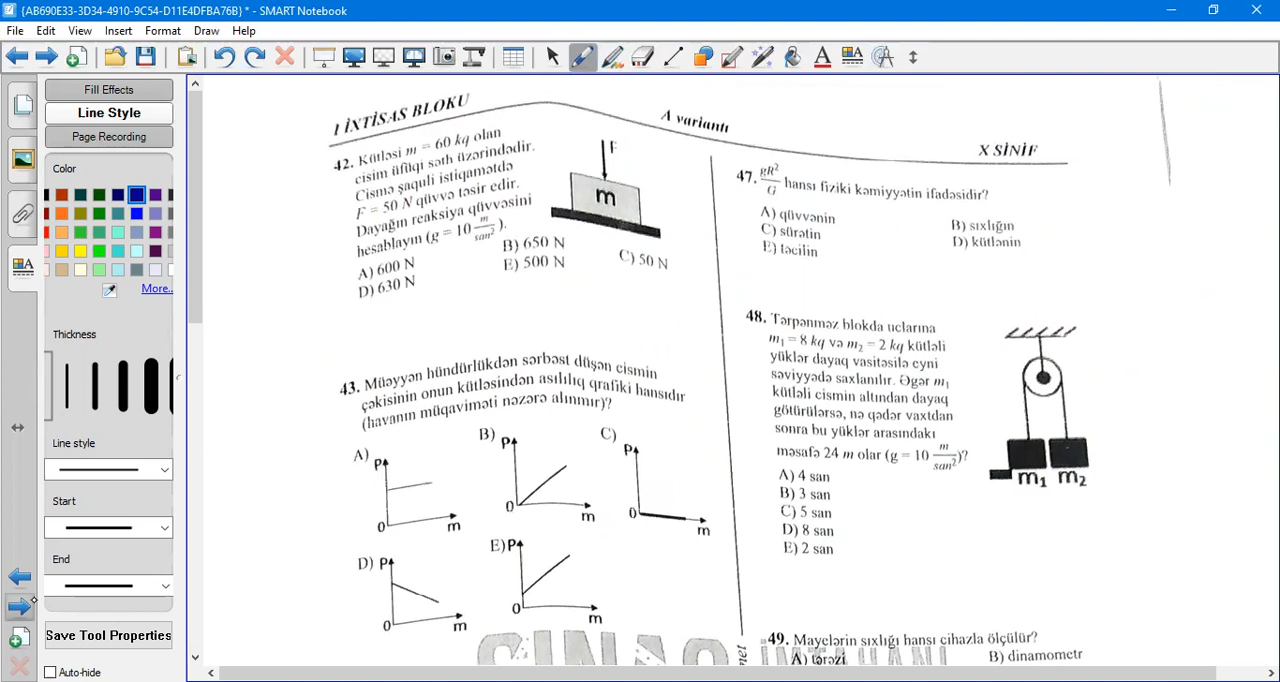 {AB690E33-3D34-4910-9C54-D11E4DFBA76B}* - SMART Notebook
File Edit View Insert Format Draw Help
Fill Effects
Line Style
Page Recording
Color
More..
Thickness
Line style
Start
End
Save Tool Properties
Auto-hide
I İXTİSAS BLOKU
A variantı
X SİNİF
42. Kütləsi m = 60 kq olan
cisim üfüqi səth üzərindədir.
Cismə şaquli istiqamətdə
F = 50 N qüvvə təsir edir.
Dayağın reaksiya qüvvəsini
hesablayın (g = 10 m/san²).
A) 600 N
B) 650 N
C) 50 N
D) 630 N
E) 500 N
F
m
43. Müəyyən hündürlükdən sərbəst düşən cismin
çəkisinin onun kütləsindən asılılıq qrafiki hansıdır
(havanın müqaviməti nəzərə alınmır)?
A) P 0 m
B) P 0 m
C) P 0 m
D) P 0 m
E) P 0 m
47. gR²/G hansı fiziki kəmiyyətin ifadəsidir?
A) qüvvənin
B) sıxlığın
C) sürətin
D) kütlənin
E) təcilin
48. Tərpənməz blokda uclarına
m₁ = 8 kq və m₂ = 2 kq kütləli
yüklər dayaq vasitəsilə eyni
səviyyədə saxlanılır. Əgər m₁
kütləli cismin altından dayaq
götürülərsə, nə qədər vaxtdan
sonra bu yüklər arasındakı
məsafə 24 m olar (g = 10 m/san²)?
A) 4 san
B) 3 san
C) 5 san
D) 8 san
E) 2 san
m₁ m₂
49. Mayelərin sıxlığı hansı cihazla ölçülür?
A) tərəzi
B) dinamometr
SINAQ İMTAHANI